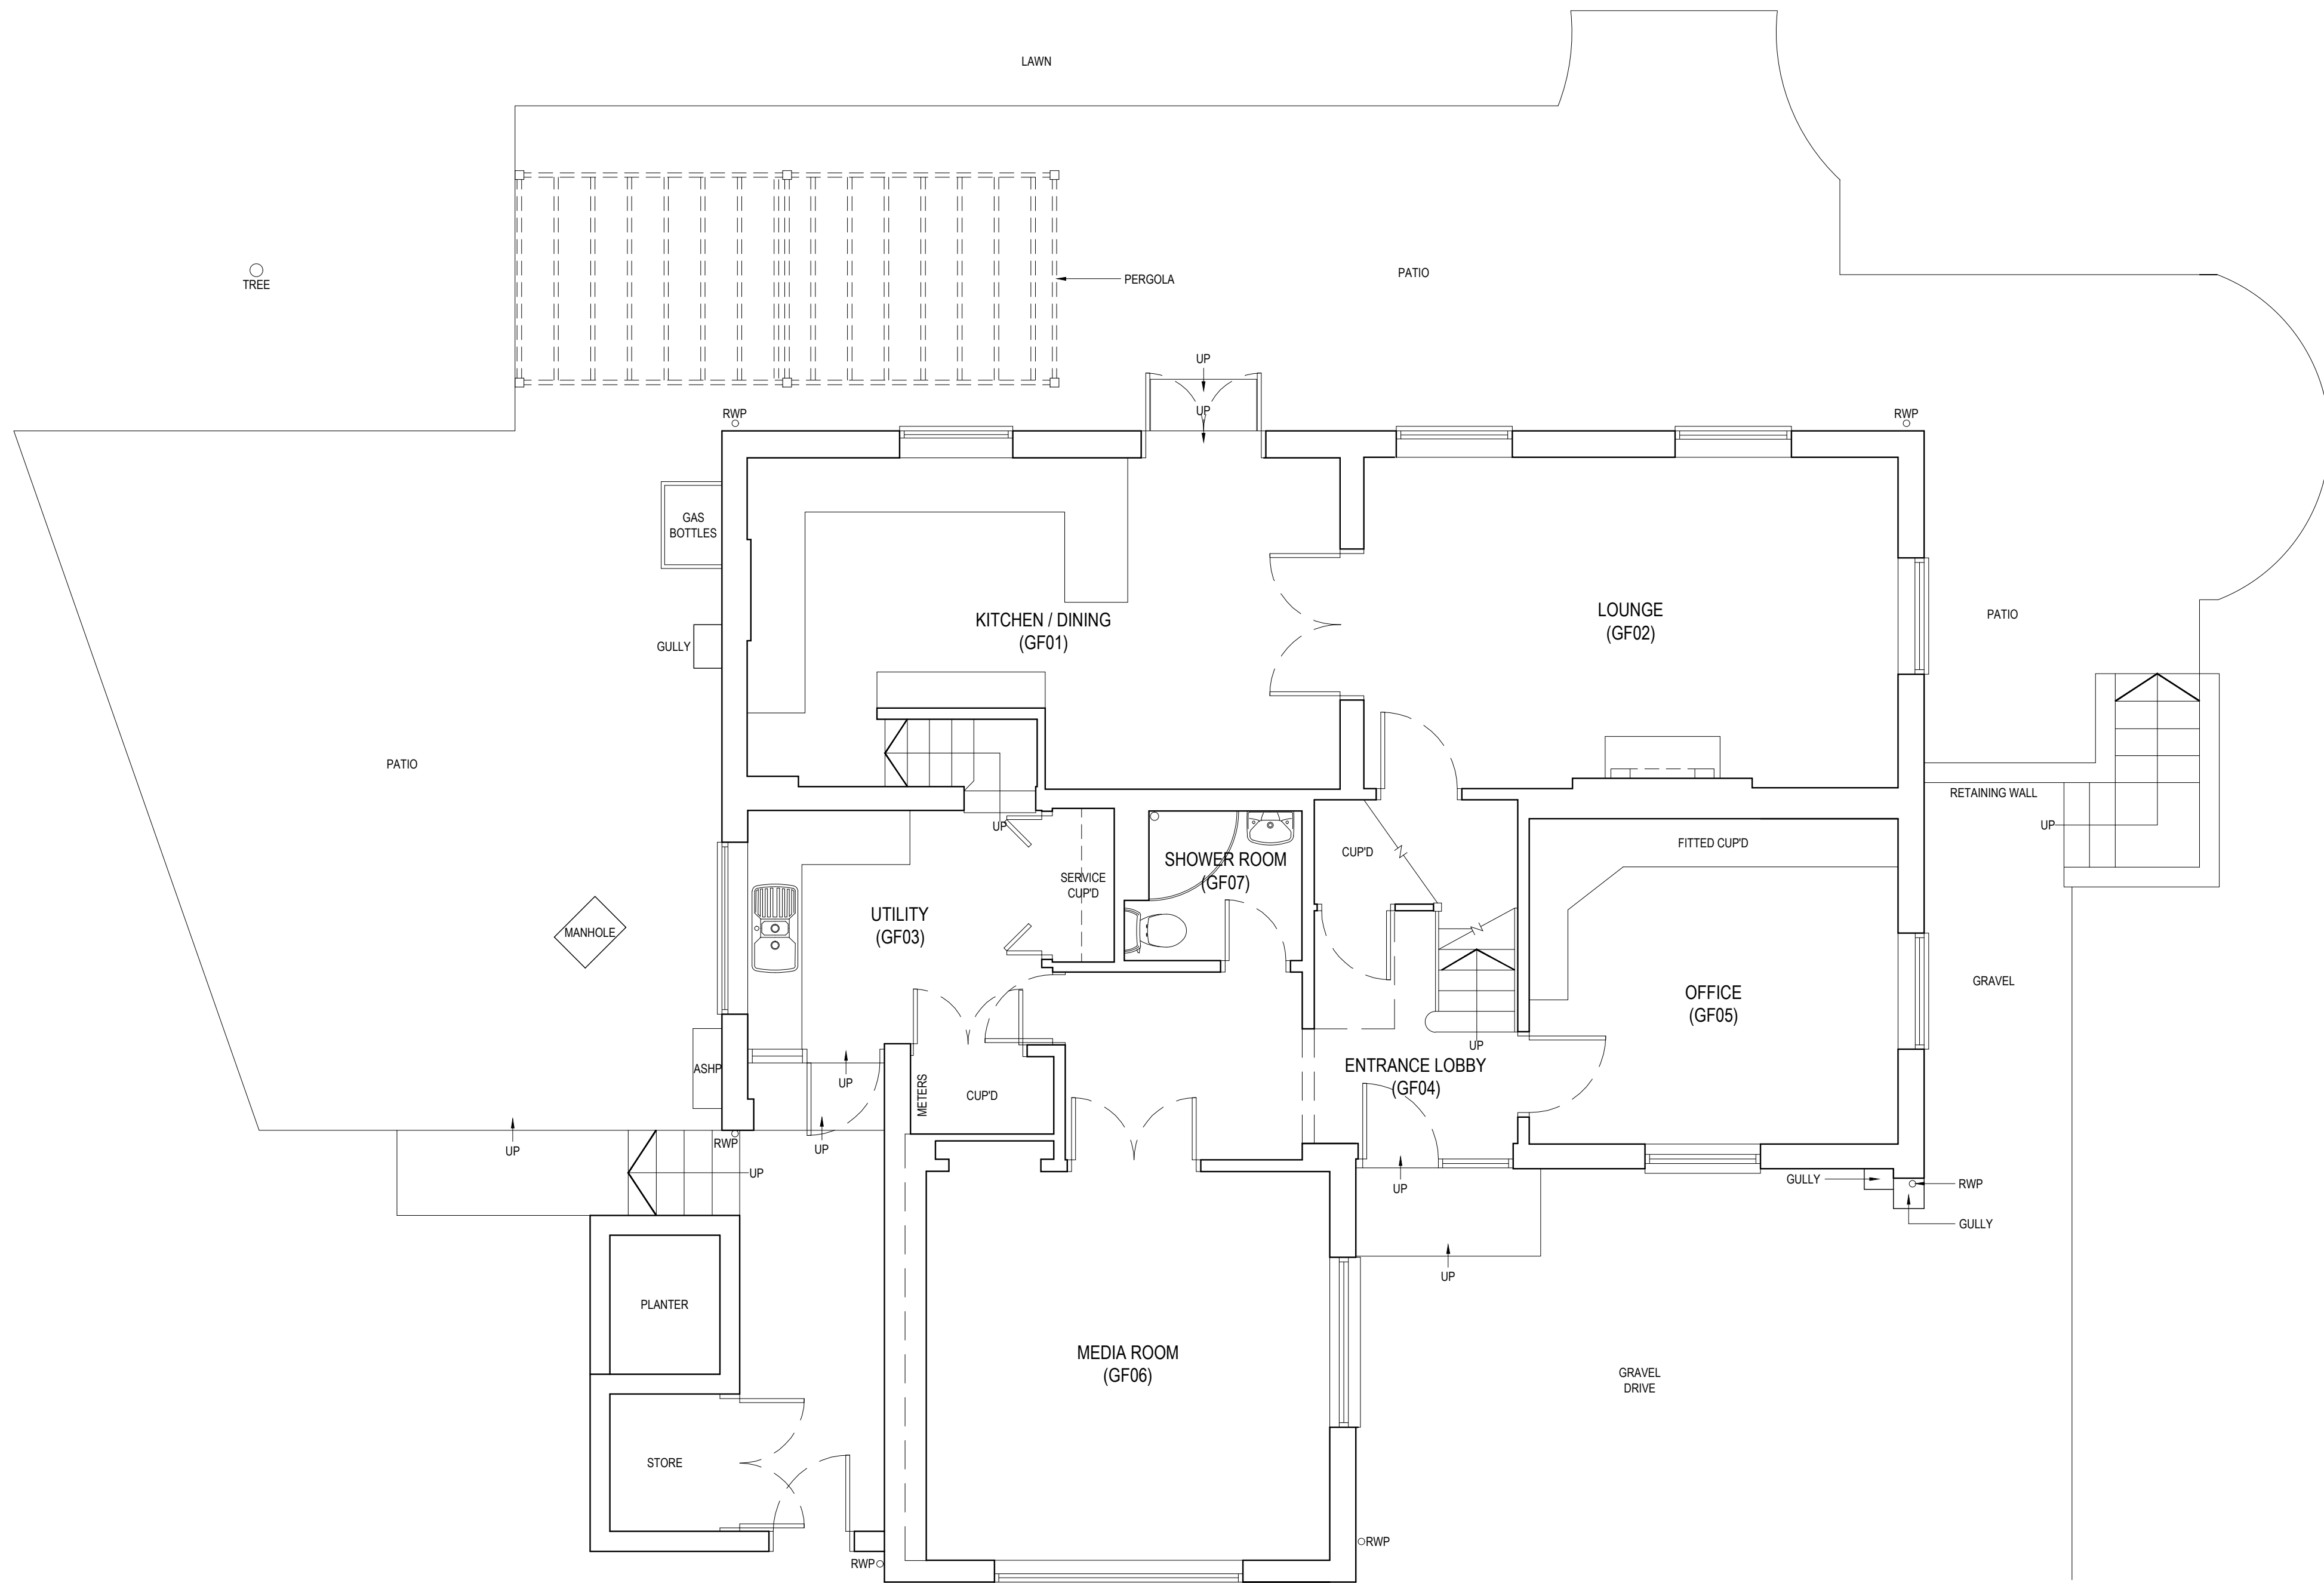 LAWN
TREE
PERGOLA
PATIO
UP
UP
RWP
RWP
GAS
BOTTLES
GULLY
KITCHEN / DINING
(GF01)
LOUNGE
(GF02)
PATIO
PATIO
RETAINING WALL
UP
UP
FITTED CUP'D
CUP'D
SHOWER ROOM
(GF07)
SERVICE
CUP'D
UTILITY
(GF03)
MANHOLE
GRAVEL
OFFICE
(GF05)
UP
ENTRANCE LOBBY
(GF04)
ASHP
UP
METERS
CUP'D
RWP
UP
UP
UP
UP
GULLY
RWP
GULLY
UP
PLANTER
MEDIA ROOM
(GF06)
GRAVEL
DRIVE
STORE
RWP
RWP